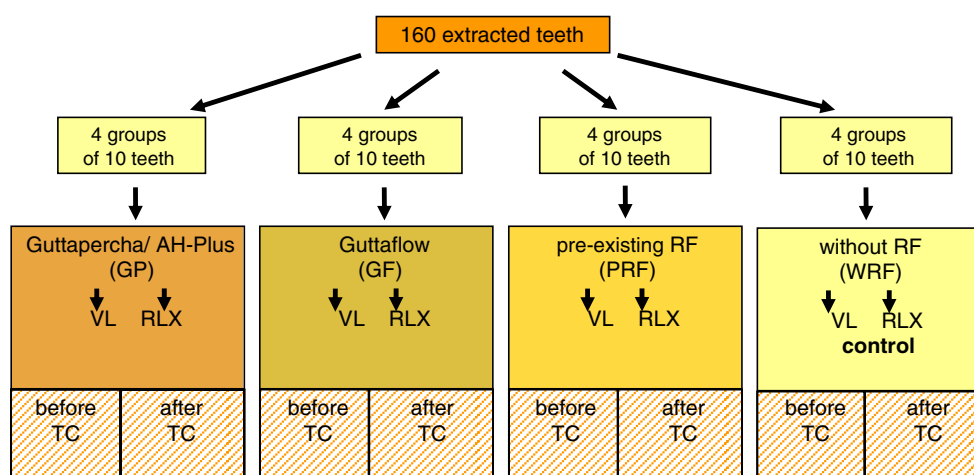 160 extracted teeth
4 groups
of 10 teeth
4 groups
of 10 teeth
4 groups
of 10 teeth
4 groups
of 10 teeth
Guttapercha/ AH-Plus
(GP)
VL RLX
Guttaflow
(GF)
VL RLX
pre-existing RF
(PRF)
VL RLX
without RF
(WRF)
VL RLX
control
before
TC
after
TC
before
TC
after
TC
before
TC
after
TC
before
TC
after
TC